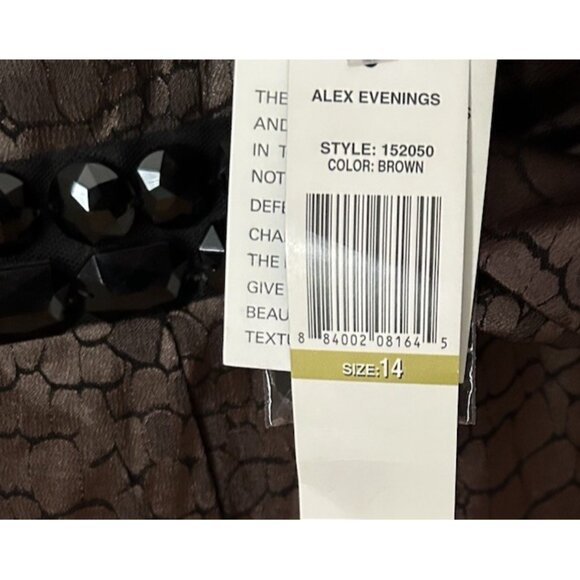 THE
AND
IN T
NOT
DEFE
CHA
THE
GIVE
BEAU
TEXTU
ALEX EVENINGS
STYLE: 152050
COLOR: BROWN
8 84002 08164 5
SIZE:14